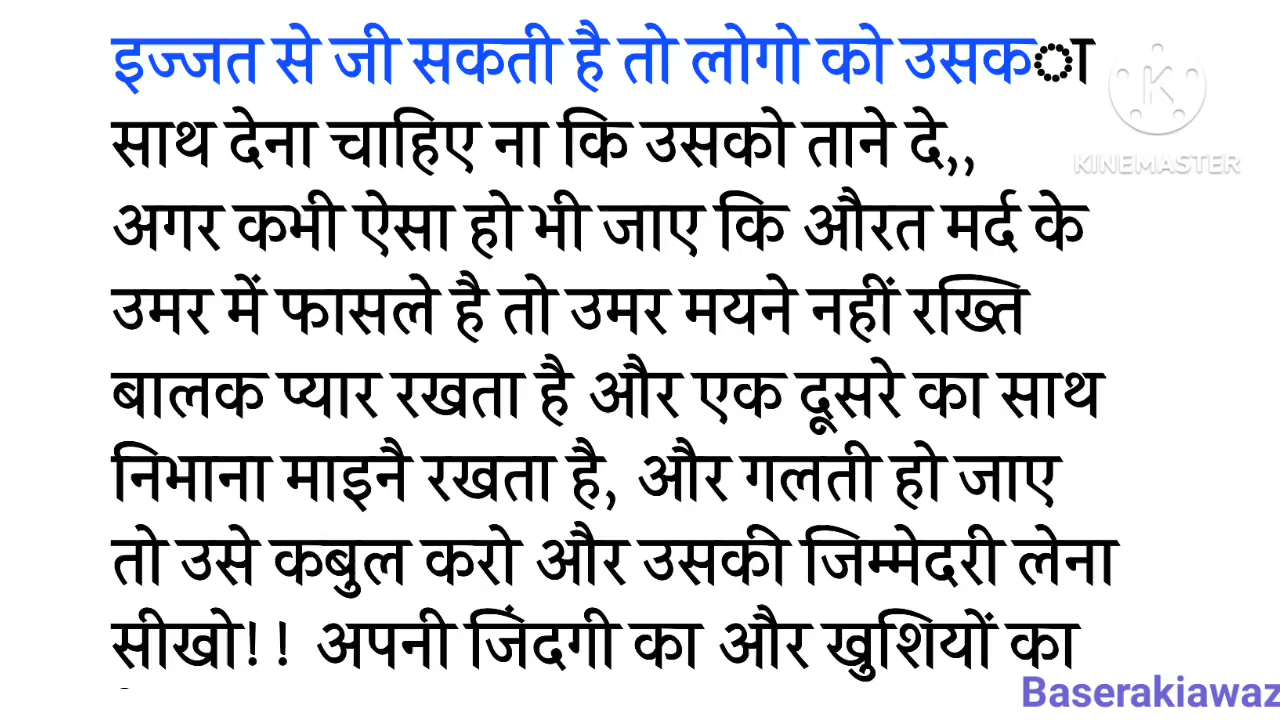 इज्जत से जी सकती है तो लोगो को उसका
साथ देना चाहिए ना कि उसको ताने दे,,
अगर कभी ऐसा हो भी जाए कि औरत मर्द के
उमर में फासले है तो उमर मयने नहीं रख्ति
बालक प्यार रखता है और एक दूसरे का साथ
निभाना माइनै रखता है, और गलती हो जाए
तो उसे कबुल करो और उसकी जिम्मेदरी लेना
सीखो!! अपनी जिंदगी का और खुशियों का
K
KINEMASTER
Baserakiawaz